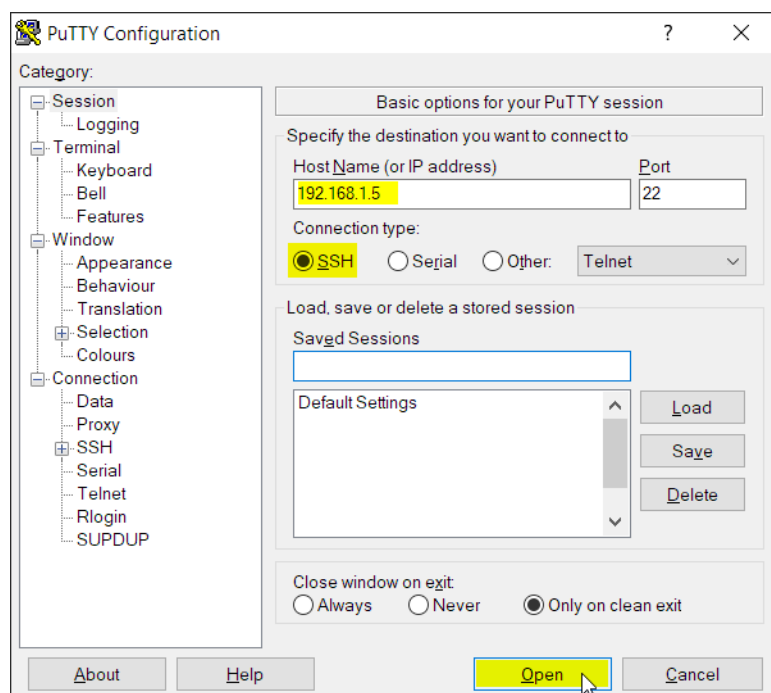 PuTTY Configuration
?
Category:
Session
Logging
Terminal
Keyboard
Bell
Features
Window
Appearance
Behaviour
Translation
Selection
Colours
Connection
Data
Proxy
SSH
Serial
Telnet
Rlogin
SUPDUP
Basic options for your PuTTY session
Specify the destination you want to connect to
Host Name (or IP address) Port
192.168.1.5 22
Connection type:
SSH Serial Other: Telnet
Load, save or delete a stored session
Saved Sessions
Default Settings
Load
Save
Delete
Close window on exit:
Always Never Only on clean exit
About Help Open Cancel